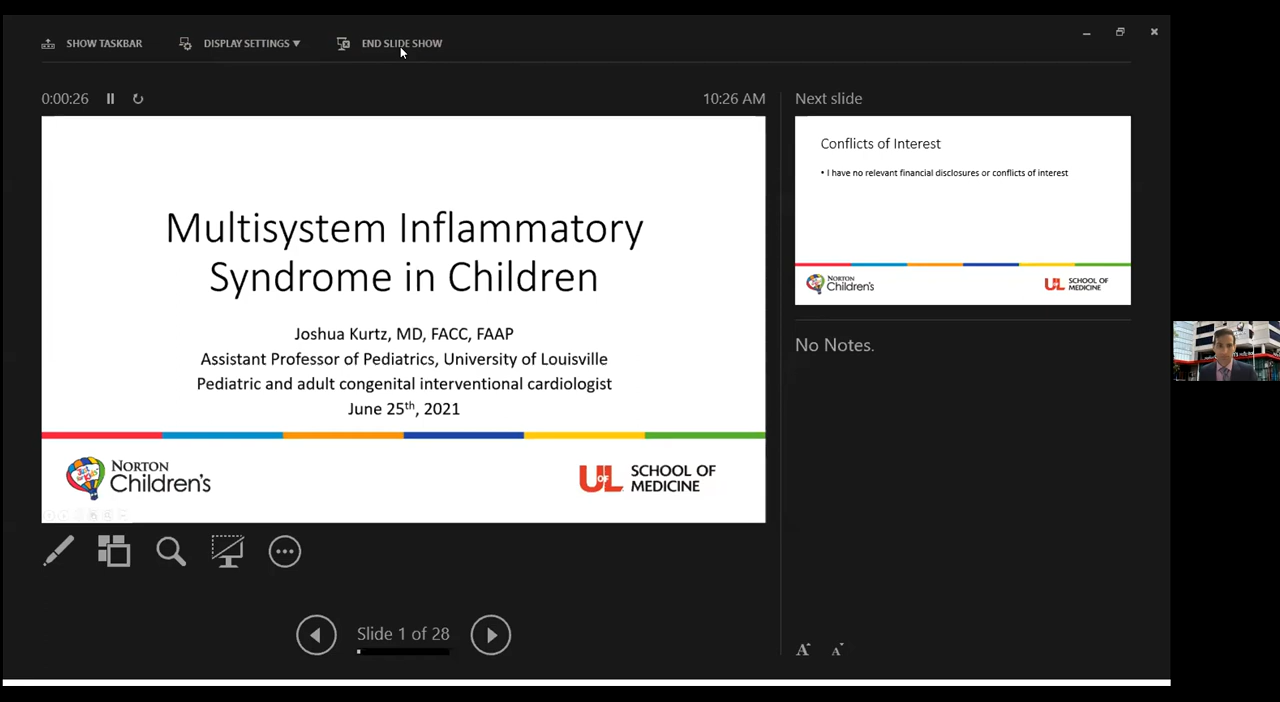 SHOW TASKBAR
DISPLAY SETTINGS ▼
END SLIDE SHOW
0:00:26
10:26 AM
Multisystem Inflammatory
Syndrome in Children
Joshua Kurtz, MD, FACC, FAAP
Assistant Professor of Pediatrics, University of Louisville
Pediatric and adult congenital interventional cardiologist
June 25th, 2021
NORTON
Children's
UofL
SCHOOL OF
MEDICINE
Slide 1 of 28
Next slide
Conflicts of Interest
• I have no relevant financial disclosures or conflicts of interest
NORTON
Children's
UofL
SCHOOL OF
MEDICINE
No Notes.
A A